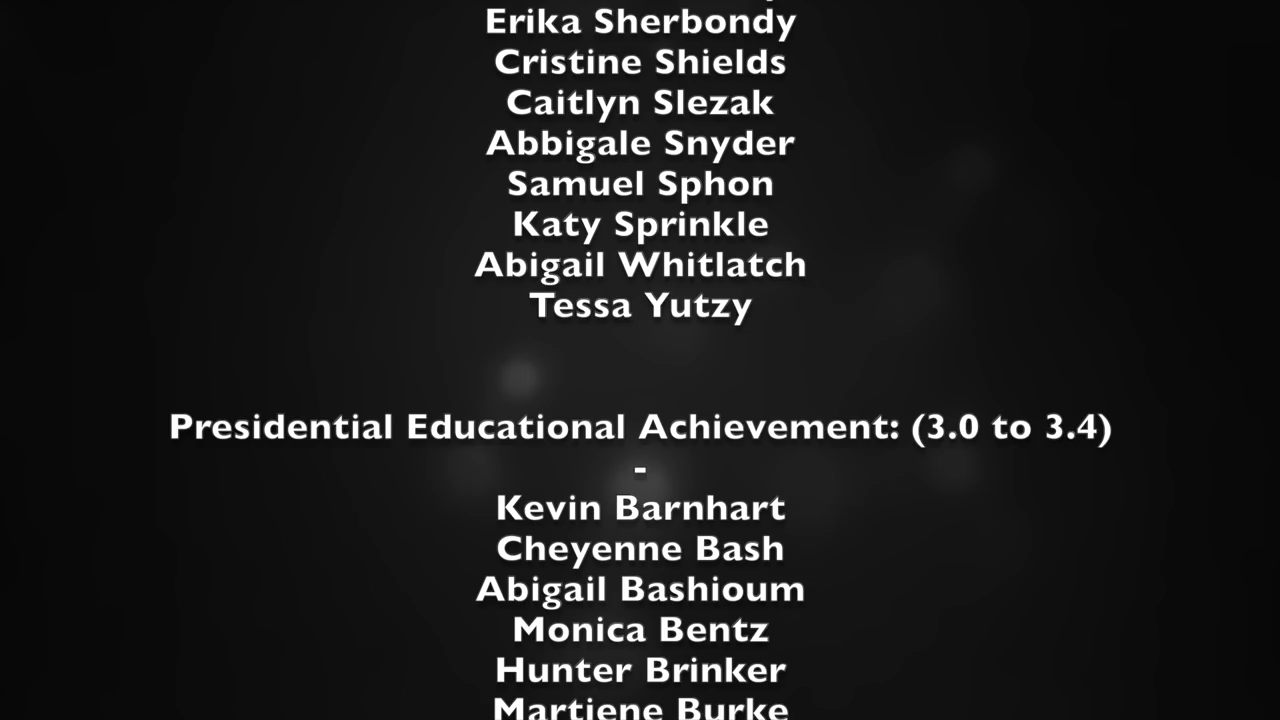 Erika Sherbondy
Cristine Shields
Caitlyn Slezak
Abbigale Snyder
Samuel Sphon
Katy Sprinkle
Abigail Whitlatch
Tessa Yutzy
Presidential Educational Achievement: (3.0 to 3.4)
-
Kevin Barnhart
Cheyenne Bash
Abigail Bashioum
Monica Bentz
Hunter Brinker
Martiene Burke